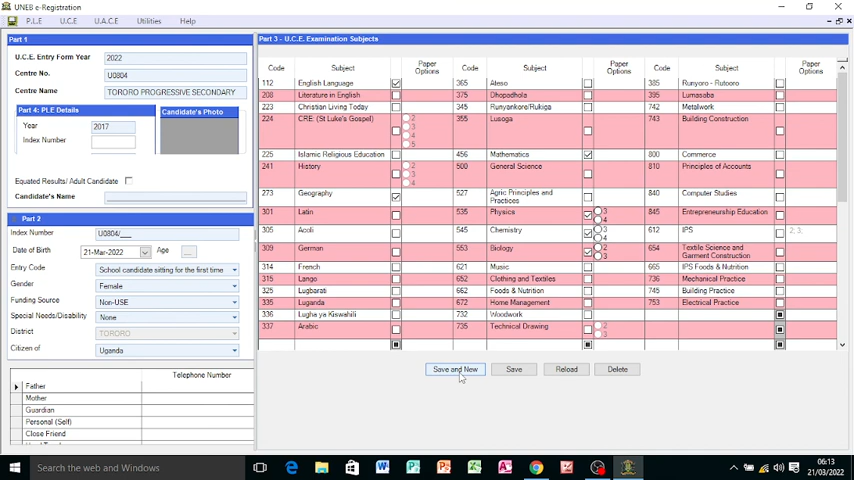 UNEB e-Registration
P.L.E U.C.E U.A.C.E Utilities Help
Part 1
U.C.E. Entry Form Year 2022
Centre No. U0804
Centre Name TORORO PROGRESSIVE SECONDARY
Part 4: PLE Details
Year 2017
Index Number
Candidate's Photo
Equated Results/ Adult Candidate
Candidate's Name
Part 2
Index Number U0804/___
Date of Birth 21-Mar-2022 Age ...
Entry Code School candidate sitting for the first time
Gender Female
Funding Source Non-USE
Special Needs/Disability None
District TORORO
Citizen of Uganda
Telephone Number
Father
Mother
Guardian
Personal (Self)
Close Friend
Part 3 - U.C.E. Examination Subjects
Code Subject Paper Options Code Subject Paper Options Code Subject Paper Options
112 English Language 365 Ateso 385 Runyoro - Rutooro
208 Literature in English 375 Dhopadhola 395 Lumasaba
223 Christian Living Today 345 Runyankore/Rukiga 742 Metalwork
224 CRE: (St Luke's Gospel) 2 3 4 5 355 Lusoga 743 Building Construction
225 Islamic Religious Education 456 Mathematics 800 Commerce
241 History 2 3 4 500 General Science 810 Principles of Accounts
273 Geography 527 Agric Principles and Practices 840 Computer Studies
301 Latin 535 Physics 3 4 845 Entrepreneurship Education
305 Acoli 545 Chemistry 3 4 612 IPS 2; 3;
309 German 553 Biology 2 3 654 Textile Science and Garment Construction
314 French 621 Music 665 IPS Foods & Nutrition
315 Lango 652 Clothing and Textiles 736 Mechanical Practice
325 Lugbarati 662 Foods & Nutrition 745 Building Practice
335 Luganda 672 Home Management 753 Electrical Practice
336 Lugha ya Kiswahili 732 Woodwork
337 Arabic 735 Technical Drawing 2 3
Save and New Save Reload Delete
Search the web and Windows
06:13
21/03/2022